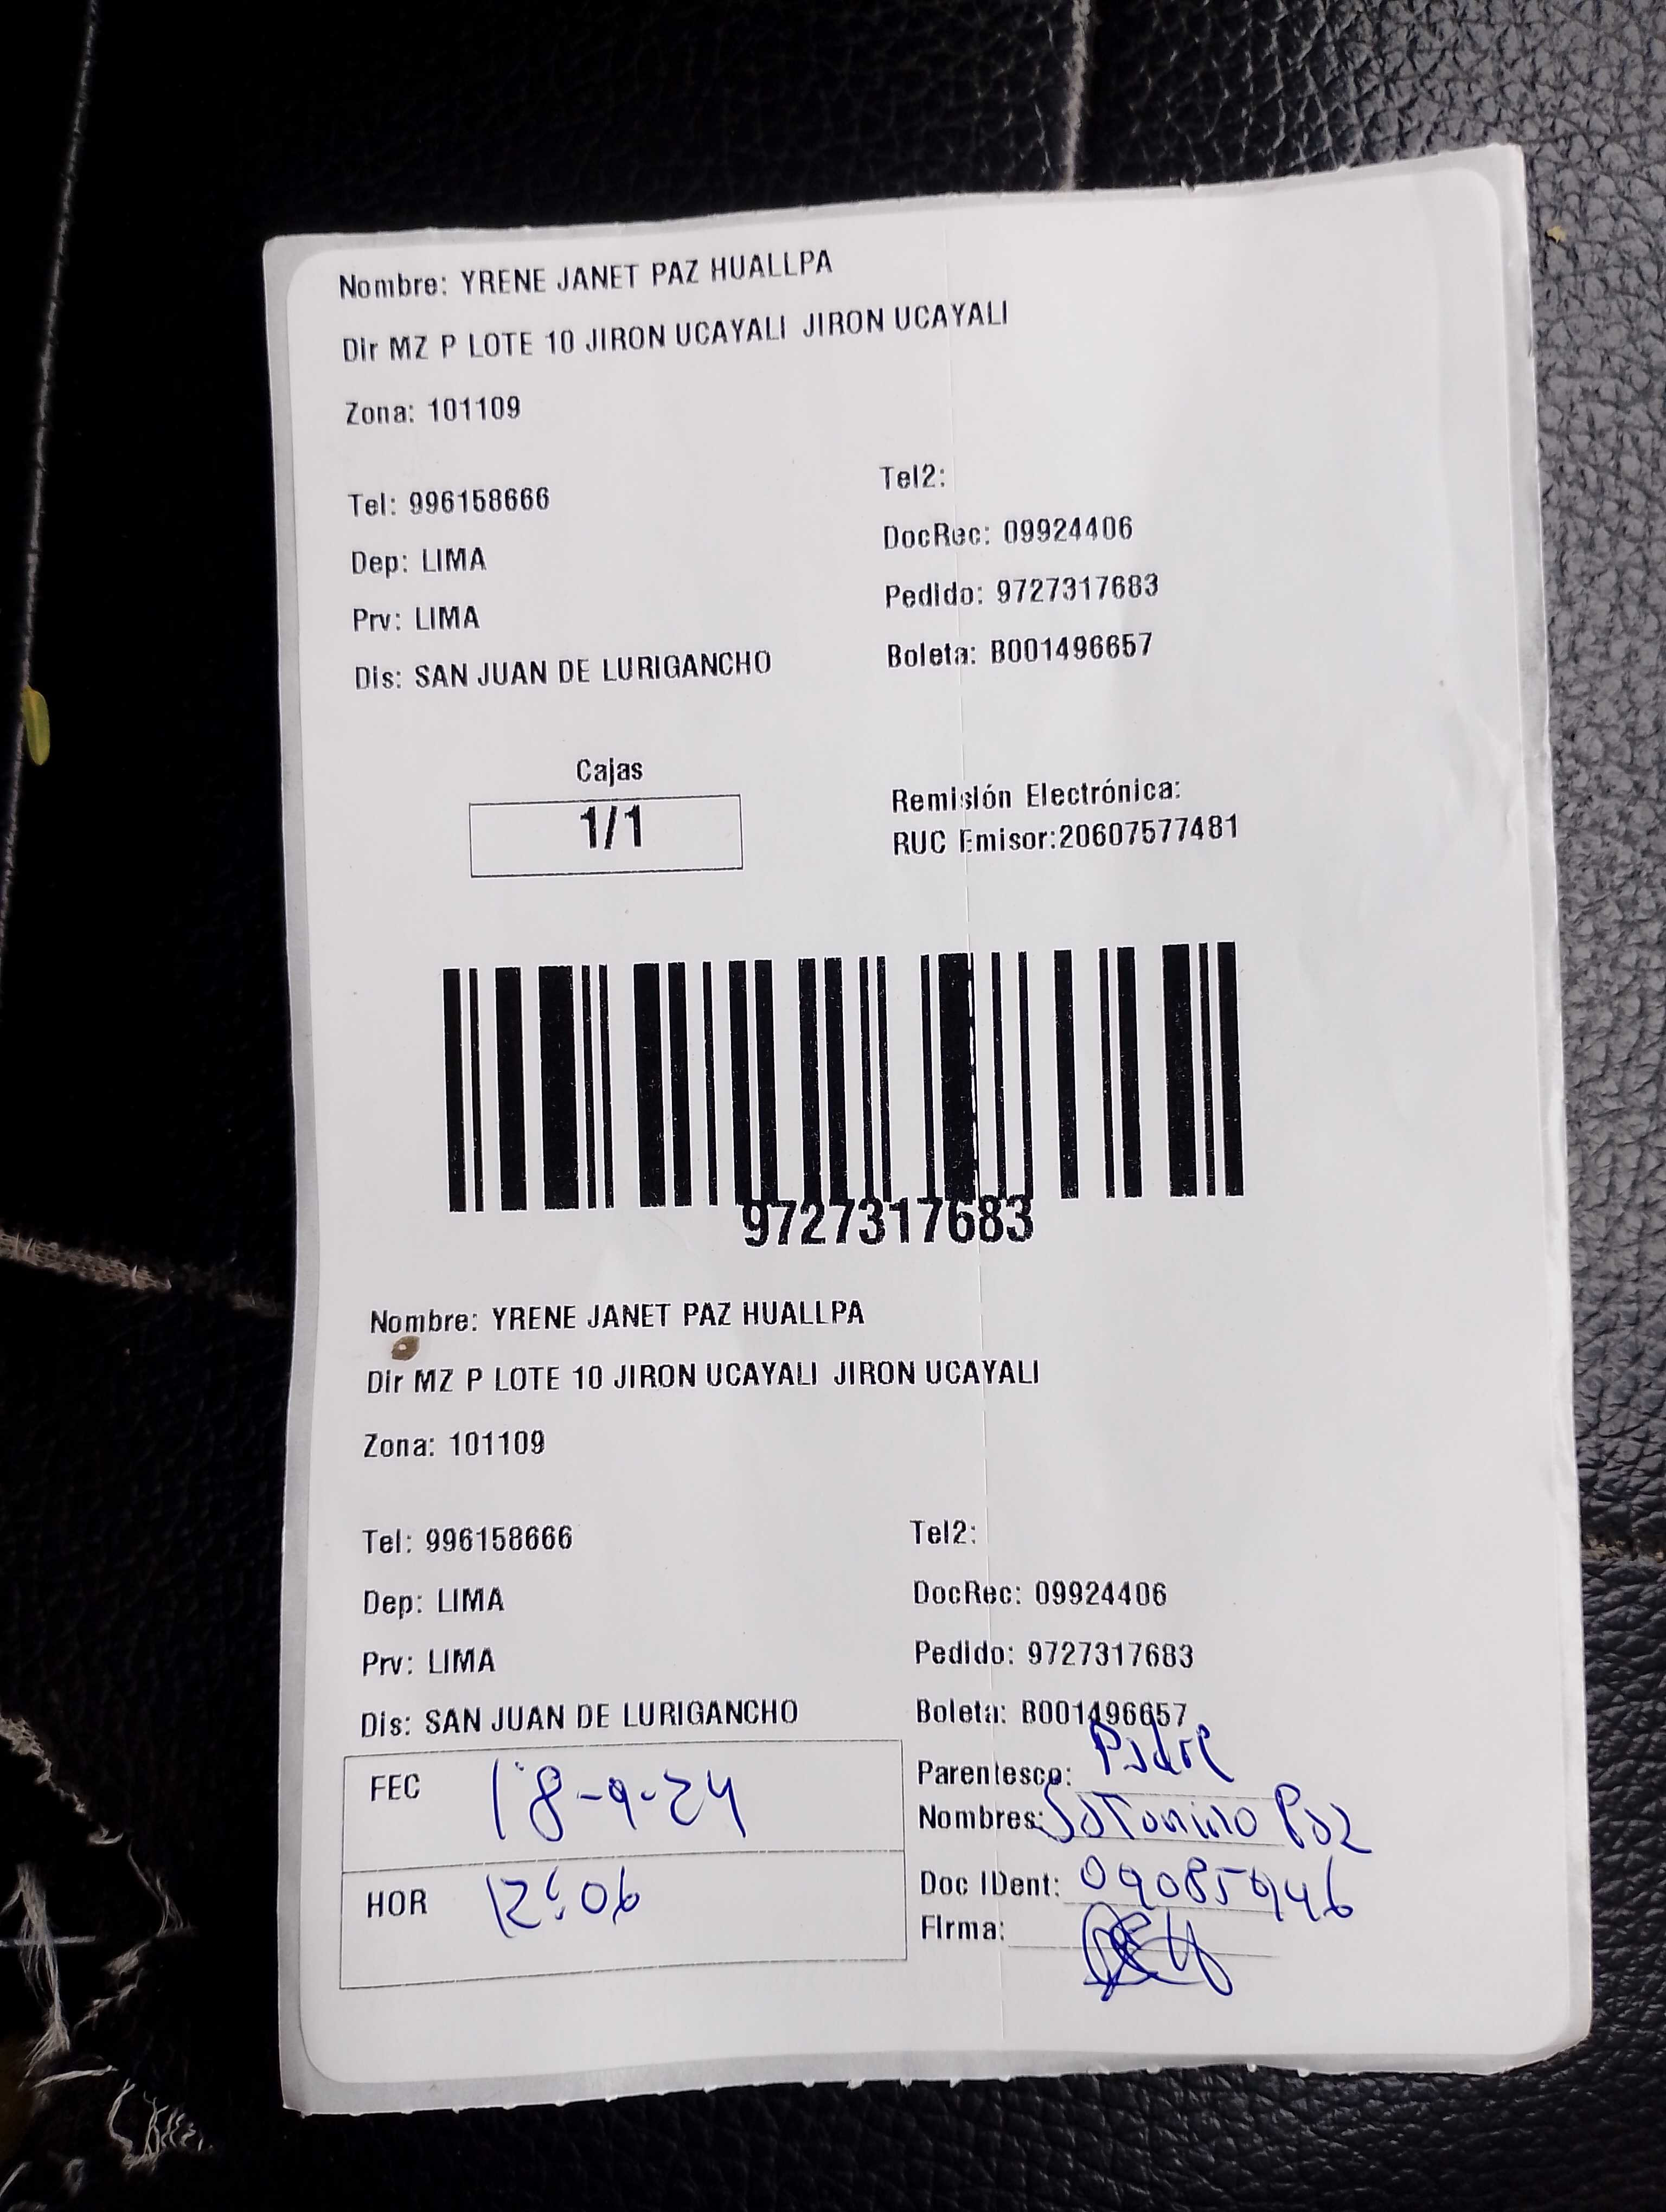 Nombre: YRENE JANET PAZ HUALLPA
Dir MZ P LOTE 10 JIRON UCAYALI JIRON UCAYALI
Zona: 101109
Tel: 996158666
Tel2:
Dep: LIMA
DocRec: 09924406
Prv: LIMA
Pedido: 9727317683
Dis: SAN JUAN DE LURIGANCHO
Boleta: B001496657
Cajas
1/1
Remisión Electrónica:
RUC Emisor:20607577481
9727317683
Nombre: YRENE JANET PAZ HUALLPA
Dir MZ P LOTE 10 JIRON UCAYALI JIRON UCAYALI
Zona: 101109
Tel: 996158666
Tel2:
Dep: LIMA
DocRec: 09924406
Prv: LIMA
Pedido: 9727317683
Dis: SAN JUAN DE LURIGANCHO
Boleta: B001496657
FEC 18-9-24
Parentesco: Padre
Nombres: Saturnino Paz
HOR 12:06
Doc IDent:
Firma: